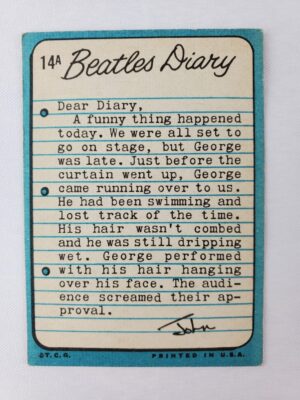 14A Beatles Diary
Dear Diary,
A funny thing happened
today. We were all set to
go on stage, but George
was late. Just before the
curtain went up, George
came running over to us.
He had been swimming and
lost track of the time.
His hair wasn't combed
and he was still dripping
wet. George performed
with his hair hanging
over his face. The audi-
ence screamed their ap-
proval.
John
©T.C.G. PRINTED IN U.S.A.